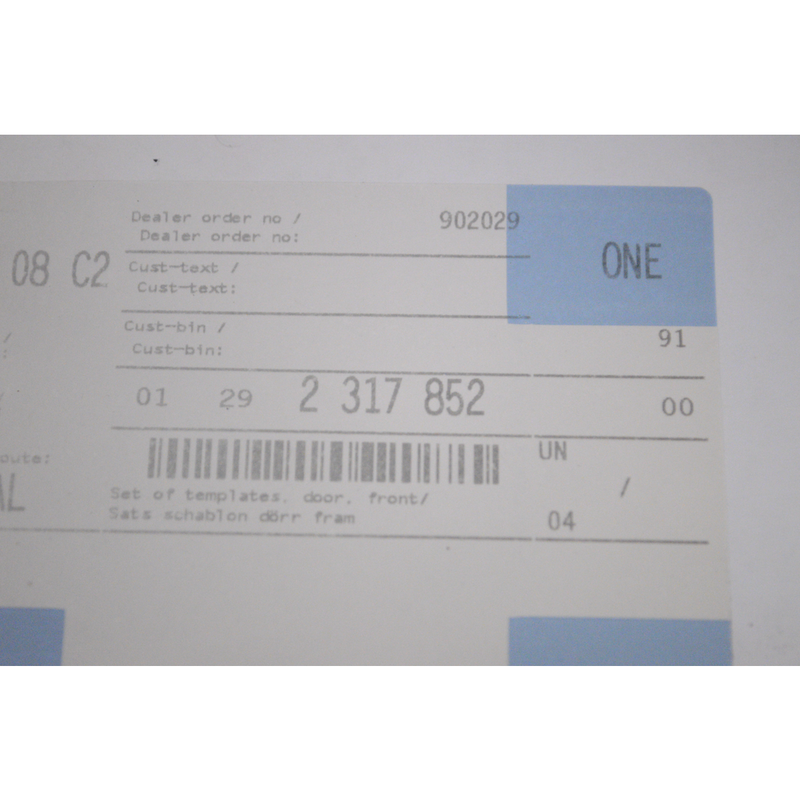 Dealer order no / 902029
Dealer order no:
ONE
08 C2
Cust-text /
Cust-text:
Cust-bin / 91
Cust-bin:
01 29 2 317 852 00
UN
/
04
Set of templates. door. front/
Sats schablon dörr fram